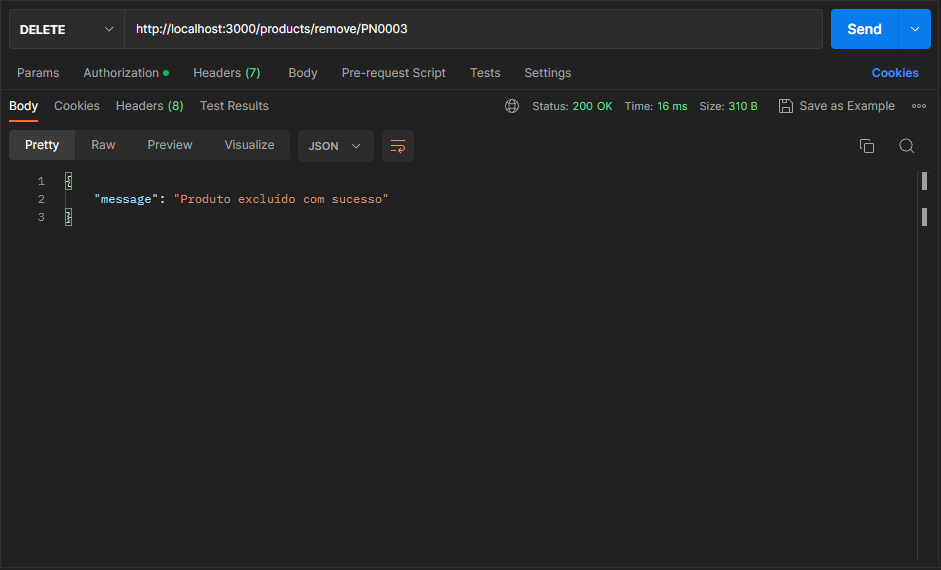 DELETE http://localhost:3000/products/remove/PN0003 Send
Params Authorization Headers (7) Body Pre-request Script Tests Settings Cookies
Body Cookies Headers (8) Test Results Status: 200 OK Time: 16 ms Size: 310 B Save as Example
Pretty Raw Preview Visualize JSON
1 {
2 "message": "Produto excluído com sucesso"
3 }